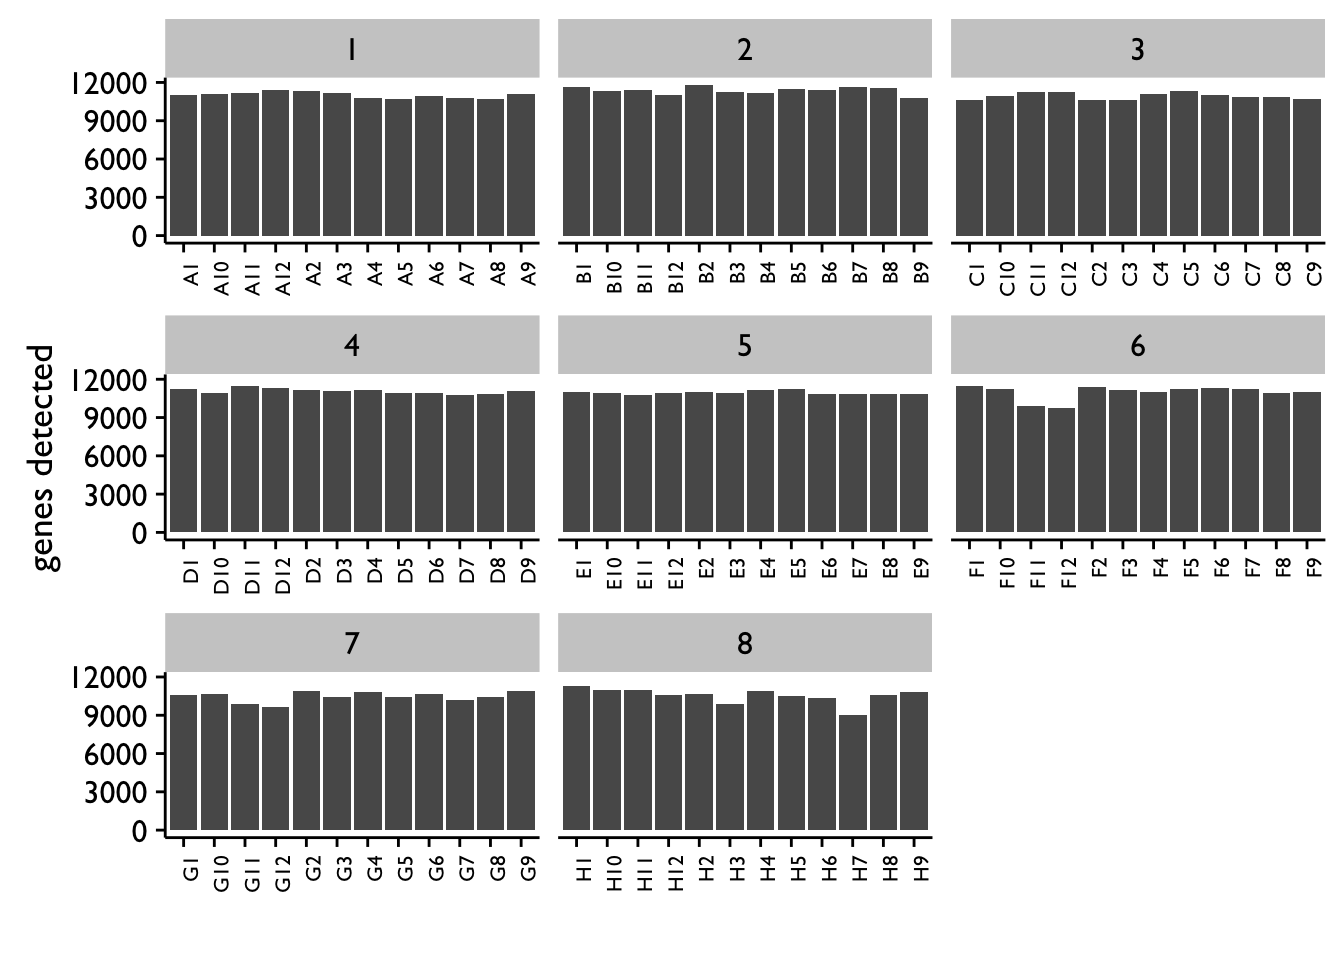 genes detected
1 2 3
12000
9000
6000
3000
0
A1 A10 A11 A12 A2 A3 A4 A5 A6 A7 A8 A9 B1 B10 B11 B12 B2 B3 B4 B5 B6 B7 B8 B9 C1 C10 C11 C12 C2 C3 C4 C5 C6 C7 C8 C9
4 5 6
12000
9000
6000
3000
0
D1 D10 D11 D12 D2 D3 D4 D5 D6 D7 D8 D9 E1 E10 E11 E12 E2 E3 E4 E5 E6 E7 E8 E9 F1 F10 F11 F12 F2 F3 F4 F5 F6 F7 F8 F9
7 8
12000
9000
6000
3000
0
G1 G10 G11 G12 G2 G3 G4 G5 G6 G7 G8 G9 H1 H10 H11 H12 H2 H3 H4 H5 H6 H7 H8 H9